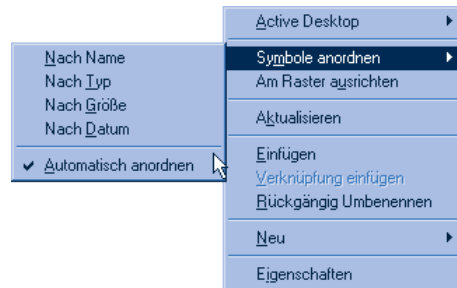 Active Desktop
Symbole anordnen
Am Raster ausrichten
Aktualisieren
Einfügen
Verknüpfung einfügen
Rückgängig Umbenennen
Neu
Eigenschaften
Nach Name
Nach Typ
Nach Größe
Nach Datum
Automatisch anordnen